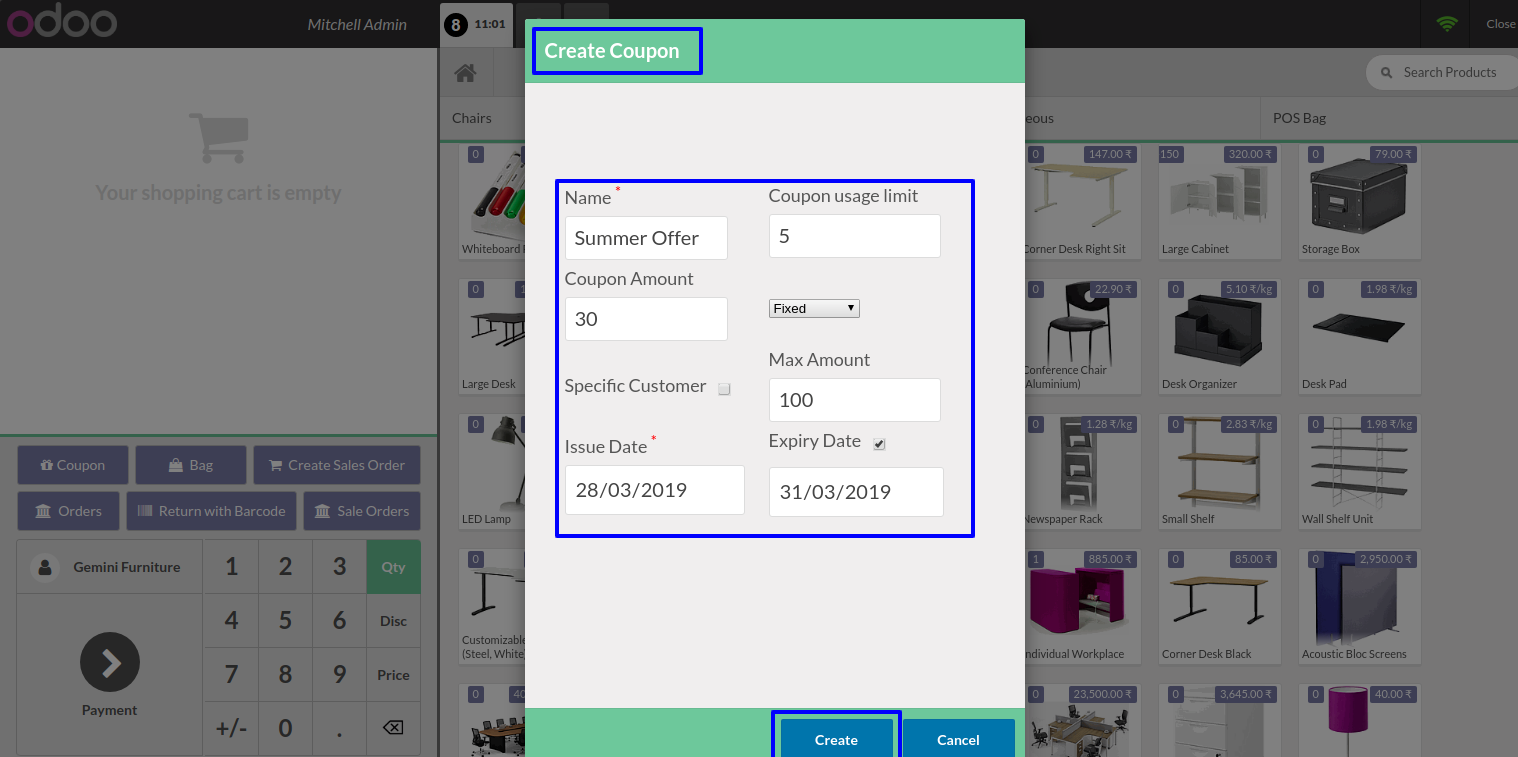 odoo
Mitchell Admin
8 11:01
Close
Create Coupon
Search Products
Chairs
eous
POS Bag
Your shopping cart is empty
Name *
Coupon usage limit
Summer Offer
5
Coupon Amount
30
Fixed
Specific Customer
Max Amount
100
Issue Date *
Expiry Date
28/03/2019
31/03/2019
Create
Cancel
0
Whiteboard
0 147.00 ₹
Corner Desk Right Sit
150 320.00 ₹
Large Cabinet
0 79.00 ₹
Storage Box
0
Large Desk
0 22.90 ₹
Conference Chair
(Aluminium)
0 5.10 ₹/kg
Desk Organizer
0 1.98 ₹/kg
Desk Pad
0
LED Lamp
0 1.28 ₹/kg
Newspaper Rack
0 2.83 ₹/kg
Small Shelf
0 1.98 ₹/kg
Wall Shelf Unit
0
Customizable
(Steel, White)
1 885.00 ₹
Individual Workplace
0 85.00 ₹
Corner Desk Black
0 2,950.00 ₹
Acoustic Bloc Screens
0 40
0 23,500.00 ₹
0 3,645.00 ₹
0 40.00 ₹
Coupon
Bag
Create Sales Order
Orders
Return with Barcode
Sale Orders
Gemini Furniture
1 2 3 Qty
4 5 6 Disc
7 8 9 Price
+/- 0 .
Payment